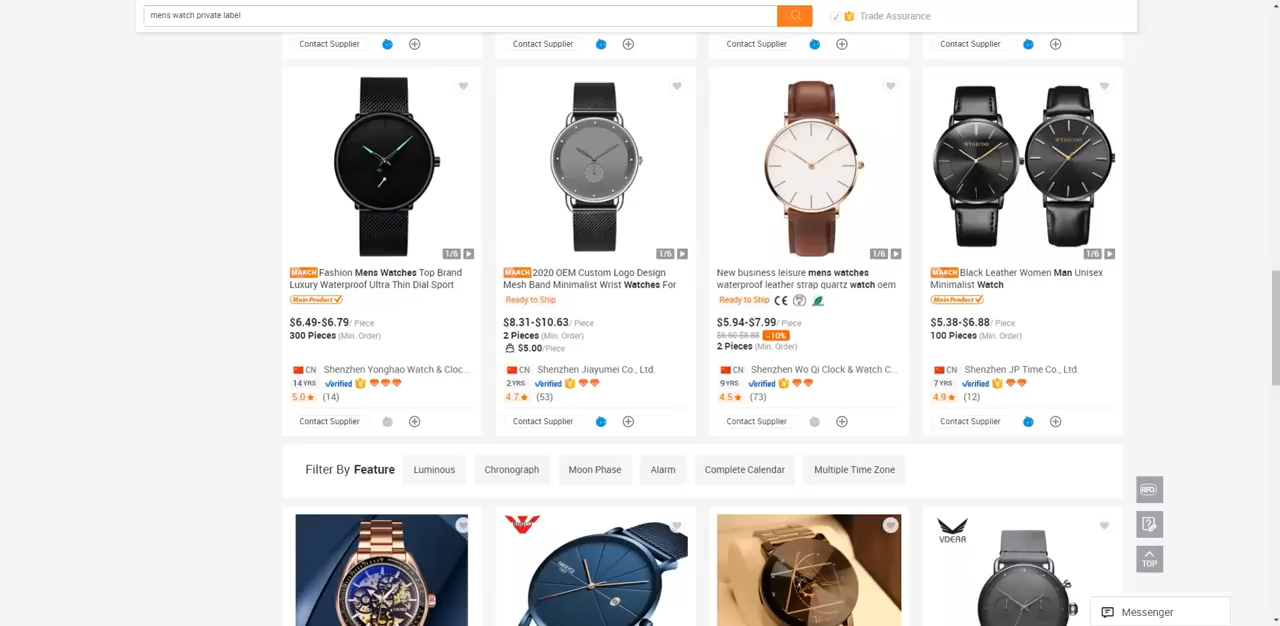 mens watch private label
Trade Assurance
Contact Supplier
Contact Supplier
Contact Supplier
Contact Supplier
1/6
MARCH Fashion Mens Watches Top Brand
Luxury Waterproof Ultra Thin Dial Sport
Main Product
$6.49-$6.79/ Piece
300 Pieces (Min. Order)
CN Shenzhen Yonghao Watch & Cloc...
14 YRS Verified
5.0 (14)
Contact Supplier
1/6
MARCH 2020 OEM Custom Logo Design
Mesh Band Minimalist Wrist Watches For
Ready to Ship
$8.31-$10.63/ Piece
2 Pieces (Min. Order)
$5.00/Piece
CN Shenzhen Jiayumei Co., Ltd.
2 YRS Verified
4.7 (53)
Contact Supplier
1/6
New business leisure mens watches
waterproof leather strap quartz watch oem
Ready to Ship CE
$5.94-$7.99/ Piece
$6.60-$8.88 -10%
2 Pieces (Min. Order)
CN Shenzhen Wo Qi Clock & Watch C...
9 YRS Verified
4.5 (73)
Contact Supplier
WYSICOO
WYSICOO
1/6
MARCH Black Leather Women Man Unisex
Minimalist Watch
Main Product
$5.38-$6.88/ Piece
100 Pieces (Min. Order)
CN Shenzhen JP Time Co., Ltd.
7 YRS Verified
4.9 (12)
Contact Supplier
Filter By Feature
Luminous
Chronograph
Moon Phase
Alarm
Complete Calendar
Multiple Time Zone
VDEAR
RFQ
TOP
Messenger